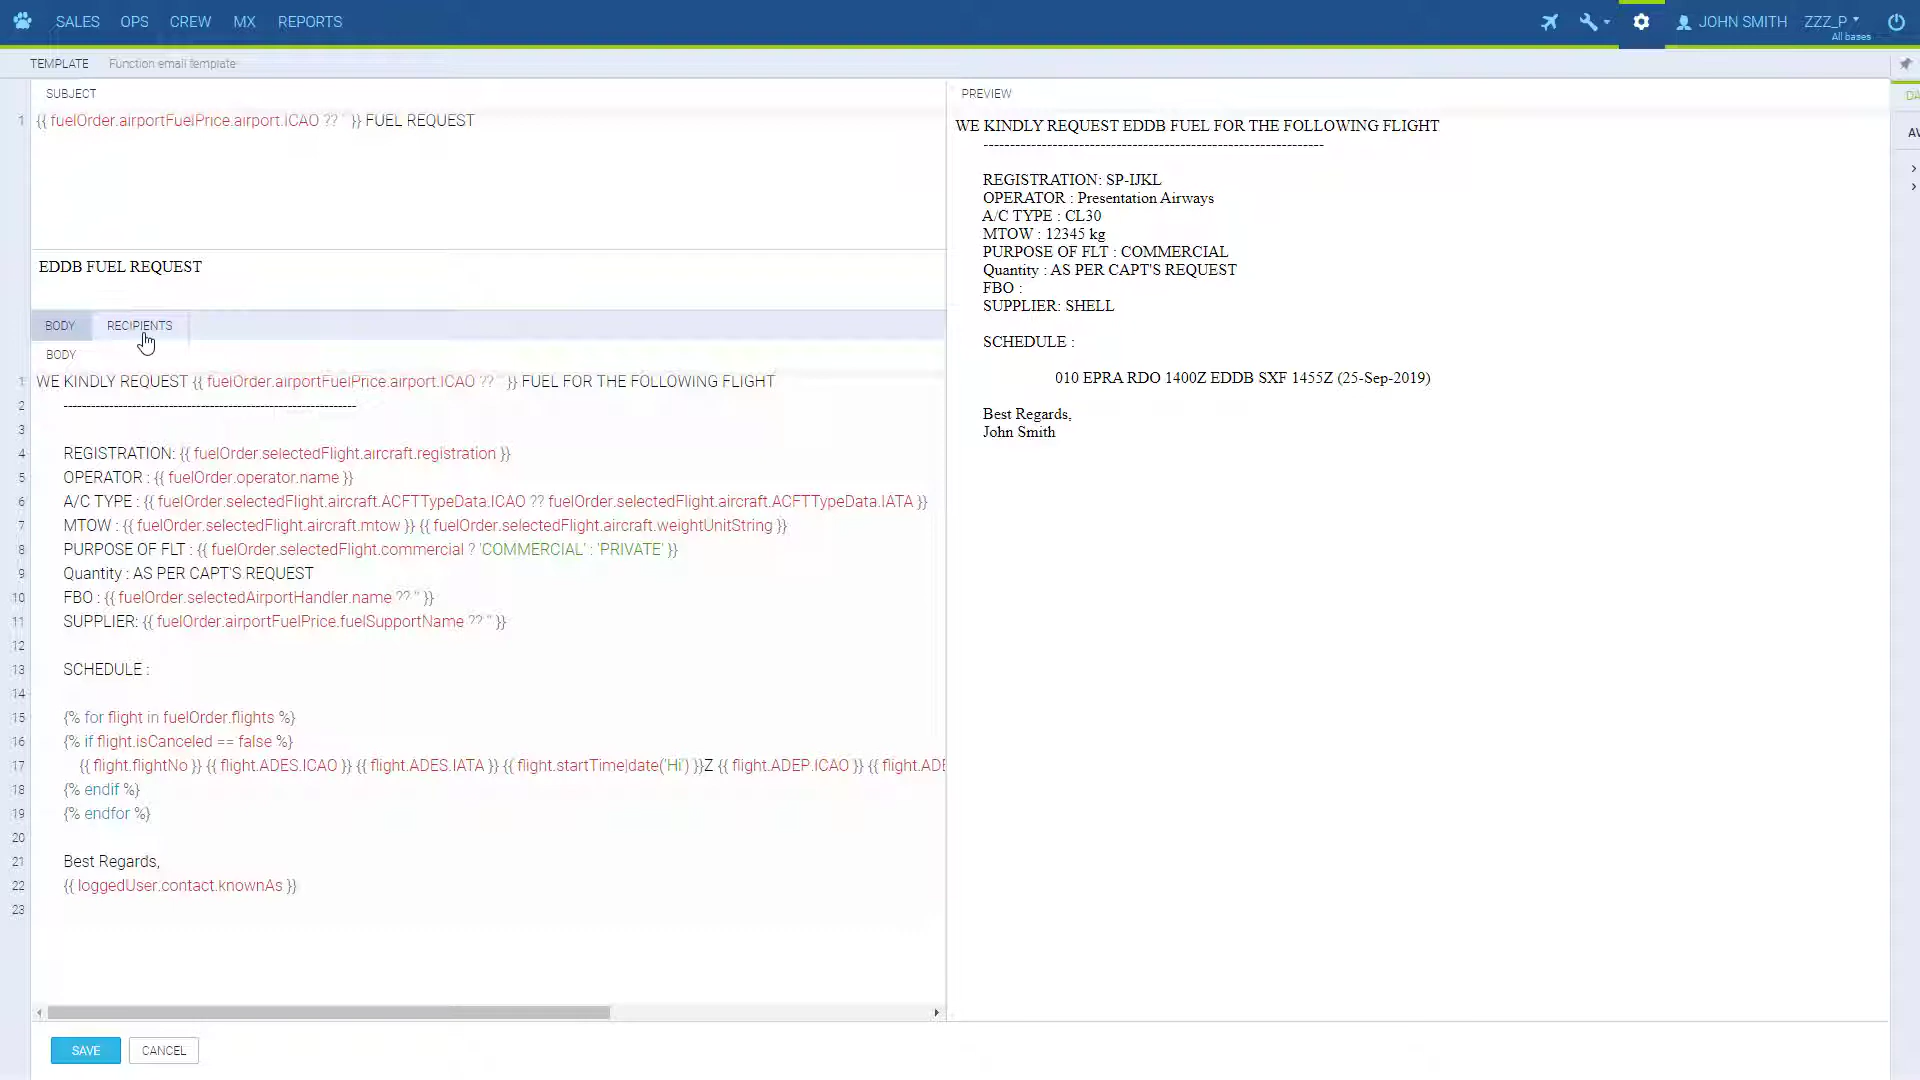 SALES OPS CREW MX REPORTS JOHN SMITH ZZZ_P
All bases
TEMPLATE Function email template
SUBJECT
1 {{ fuelOrder.airportFuelPrice.airport.ICAO ?? '' }} FUEL REQUEST
EDDB FUEL REQUEST
BODY RECIPIENTS
BODY
1 WE KINDLY REQUEST {{ fuelOrder.airportFuelPrice.airport.ICAO ?? '' }} FUEL FOR THE FOLLOWING FLIGHT
2 ----------------------------------------------------------------
3
4 REGISTRATION: {{ fuelOrder.selectedFlight.aircraft.registration }}
5 OPERATOR : {{ fuelOrder.operator.name }}
6 A/C TYPE : {{ fuelOrder.selectedFlight.aircraft.ACFTTypeData.ICAO ?? fuelOrder.selectedFlight.aircraft.ACFTTypeData.IATA }}
7 MTOW : {{ fuelOrder.selectedFlight.aircraft.mtow }} {{ fuelOrder.selectedFlight.aircraft.weightUnitString }}
8 PURPOSE OF FLT : {{ fuelOrder.selectedFlight.commercial ? 'COMMERCIAL' : 'PRIVATE' }}
9 Quantity : AS PER CAPT'S REQUEST
10 FBO : {{ fuelOrder.selectedAirportHandler.name ?? '' }}
11 SUPPLIER: {{ fuelOrder.airportFuelPrice.fuelSupportName ?? '' }}
12
13 SCHEDULE :
14
15 {% for flight in fuelOrder.flights %}
16 {% if flight.isCanceled == false %}
17 {{ flight.flightNo }} {{ flight.ADES.ICAO }} {{ flight.ADES.IATA }} {{ flight.startTime|date('Hi') }}Z {{ flight.ADEP.ICAO }} {{ flight.ADE
18 {% endif %}
19 {% endfor %}
20
21 Best Regards,
22 {{ loggedUser.contact.knownAs }}
23
SAVE CANCEL
PREVIEW
WE KINDLY REQUEST EDDB FUEL FOR THE FOLLOWING FLIGHT
----------------------------------------------------------------
REGISTRATION: SP-IJKL
OPERATOR : Presentation Airways
A/C TYPE : CL30
MTOW : 12345 kg
PURPOSE OF FLT : COMMERCIAL
Quantity : AS PER CAPT'S REQUEST
FBO :
SUPPLIER: SHELL
SCHEDULE :
010 EPRA RDO 1400Z EDDB SXF 1455Z (25-Sep-2019)
Best Regards,
John Smith
DA
AV